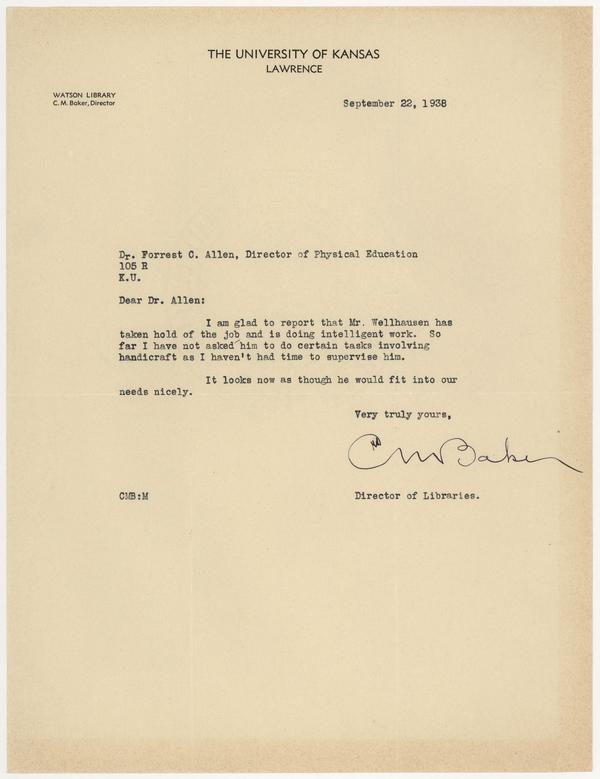 THE UNIVERSITY OF KANSAS
LAWRENCE
WATSON LIBRARY
C. M. Baker, Director
September 22, 1938
Dr. Forrest C. Allen, Director of Physical Education
105 R
K.U.
Dear Dr. Allen:
I am glad to report that Mr. Wellhausen has
taken hold of the job and is doing intelligent work. So
far I have not asked him to do certain tasks involving
handicraft as I haven't had time to supervise him.
It looks now as though he would fit into our
needs nicely.
Very truly yours,
CM Baker
CMB:M
Director of Libraries.